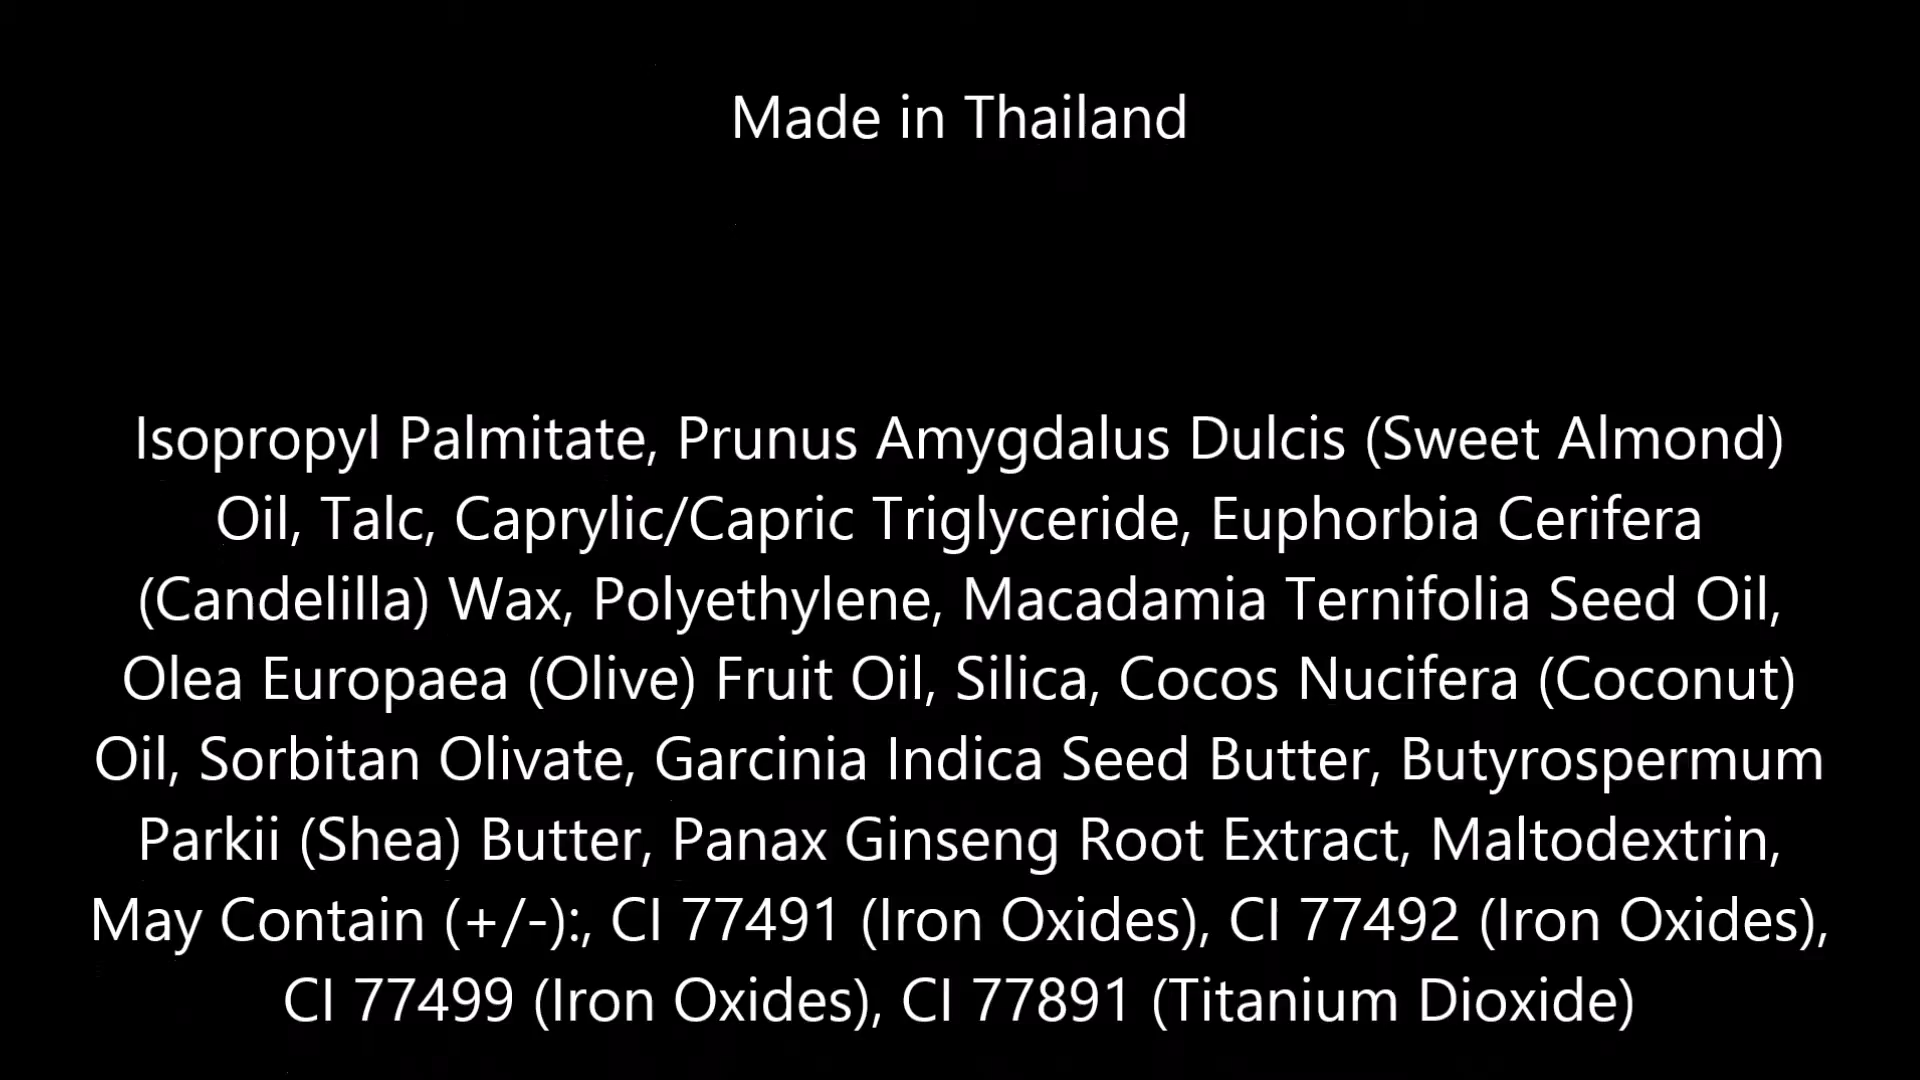 Made in Thailand
Isopropyl Palmitate, Prunus Amygdalus Dulcis (Sweet Almond)
Oil, Talc, Caprylic/Capric Triglyceride, Euphorbia Cerifera
(Candelilla) Wax, Polyethylene, Macadamia Ternifolia Seed Oil,
Olea Europaea (Olive) Fruit Oil, Silica, Cocos Nucifera (Coconut)
Oil, Sorbitan Olivate, Garcinia Indica Seed Butter, Butyrospermum
Parkii (Shea) Butter, Panax Ginseng Root Extract, Maltodextrin,
May Contain (+/-):, CI 77491 (Iron Oxides), CI 77492 (Iron Oxides),
CI 77499 (Iron Oxides), CI 77891 (Titanium Dioxide)